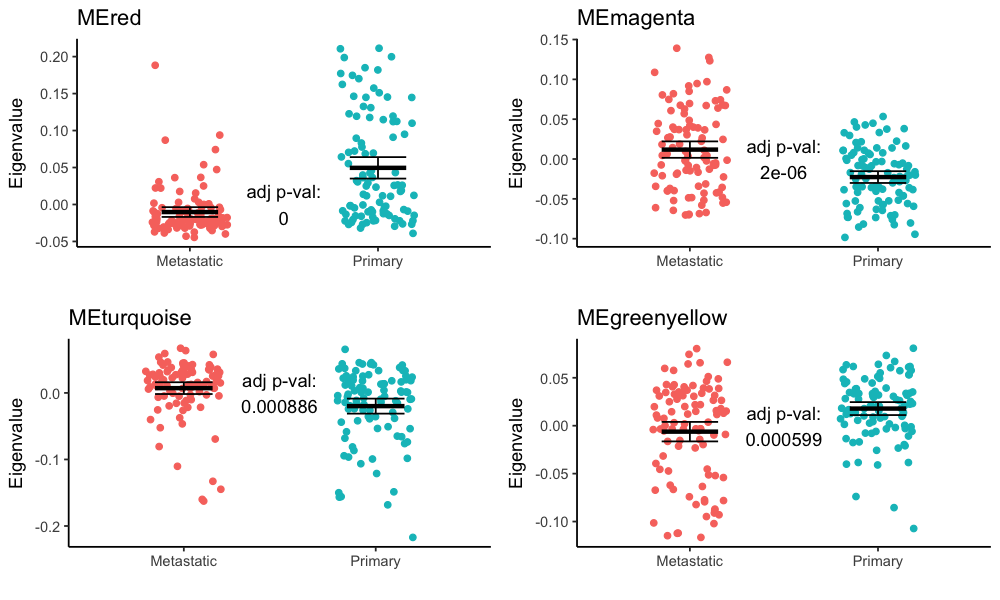 MEred
Eigenvalue
0.20
0.15
0.10
0.05
0.00
-0.05
adj p-val:
0
Metastatic
Primary
MEmagenta
Eigenvalue
0.15
0.10
0.05
0.00
-0.05
-0.10
adj p-val:
2e-06
Metastatic
Primary
MEturquoise
Eigenvalue
0.0
-0.1
-0.2
adj p-val:
0.000886
Metastatic
Primary
MEgreenyellow
Eigenvalue
0.05
0.00
-0.05
-0.10
adj p-val:
0.000599
Metastatic
Primary